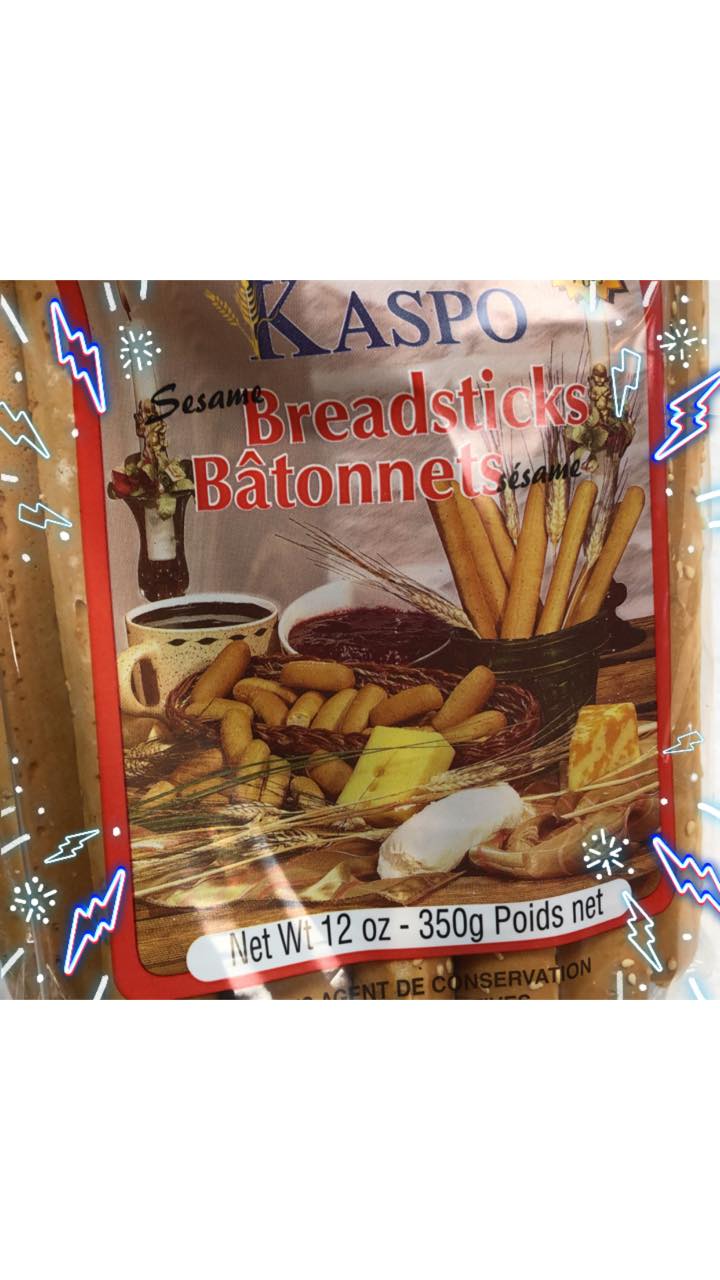 KASPO
Sesame
Breadsticks
Bâtonnets sésame
Net Wt 12 oz - 350g Poids net
AGENT DE CONSERVATION